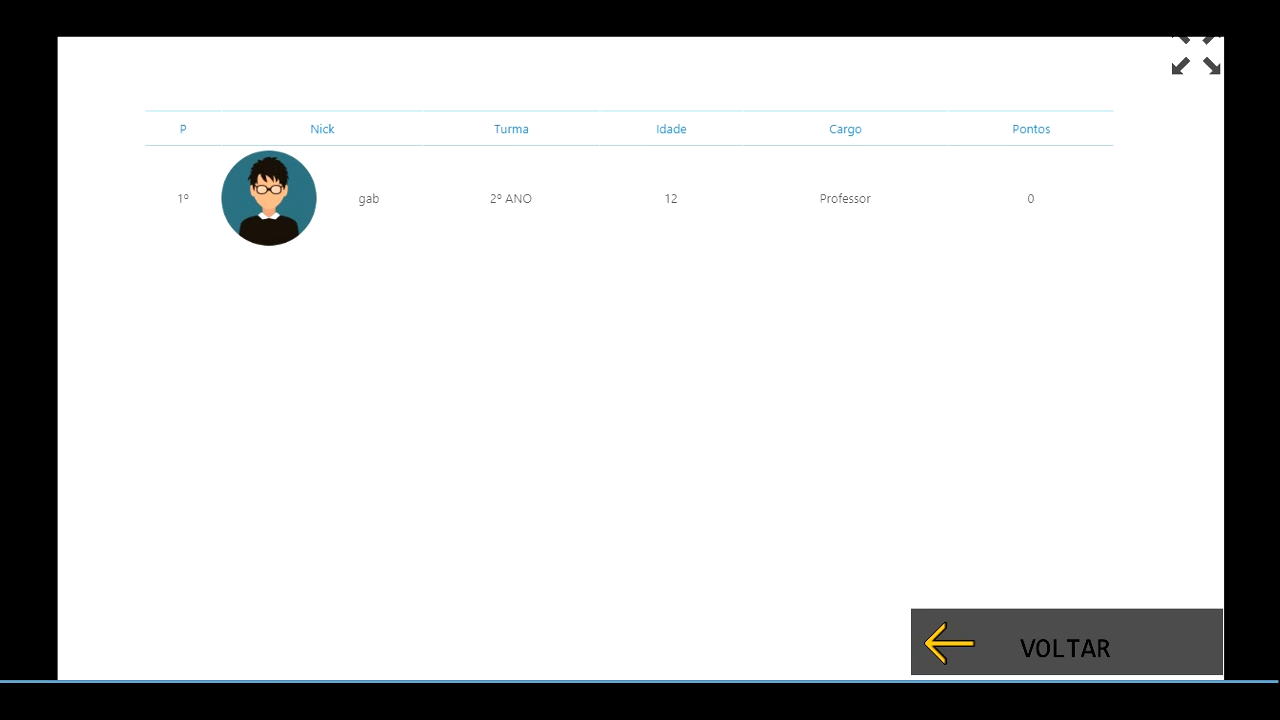 P Nick Turma Idade Cargo Pontos
1º gab 2º ANO 12 Professor 0
VOLTAR